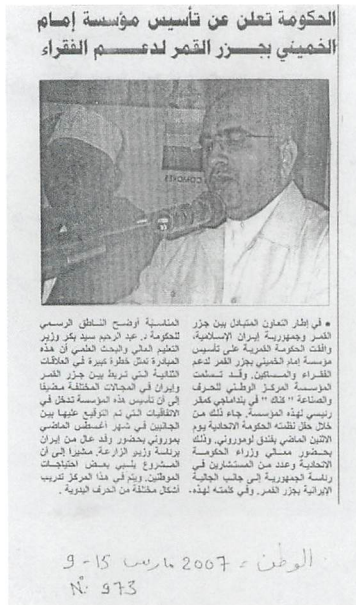 الحكومة تعلن عن تأسيس مؤسسة إمام
الخميني بجزر القمر لدعم الفقراء
COMORES
• في إطار التعاون المتبادل بين جزر
القمر وجمهورية إيران الإسلامية،
وافقت الحكومة القمرية على تأسيس
مؤسسة إمام الخميني بجزر القمر لدعم
الفقراء والمساكين. وقد تسلمت
المؤسسة المركز الوطني للحرف
والصناعة " كناك " في بتداماجي كمقر
رئيسي لهذه المؤسسة. جاء ذلك من
خلال حفل نظمته الحكومة الاتحادية يوم
الاثنين الماضي بفندق لوموروني. وذلك
بحضور معالي وزراء الحكومة
الاتحادية وعدد من المستشارين في
رئاسة الجمهورية إلى جانب الجالية
الإيرانية بجزر القمر. وفي كلمته لهذه،
المناسبة أوضح الناطق الرسمي
للحكومة د. عبد الرحيم سيد بكر وزير
التعليم العالي والبحث العلمي أن هذه
المبادرة تمثل خطوة كبيرة في العلاقات
الثنائية التي تربط بين جزر القمر
وإيران في المجالات المختلفة مضيفا
إلى أن تأسيس هذه المؤسسة تدخل في
الاتفاقيات التي تم التوقيع عليها بين
الجانبين في شهر أغسطس الماضي
بموروني بحضور وفد عال من إيران
برئاسة وزير الزارعة. مشيرا إلى أن
المشروع يلبي بعض احتياجات
الموطنين. ويتم في هذا المركز تدريب
أشكال مختلفة من الحرف اليدوية .
الوطن - 2007 مارس 15 - 9
N: 973